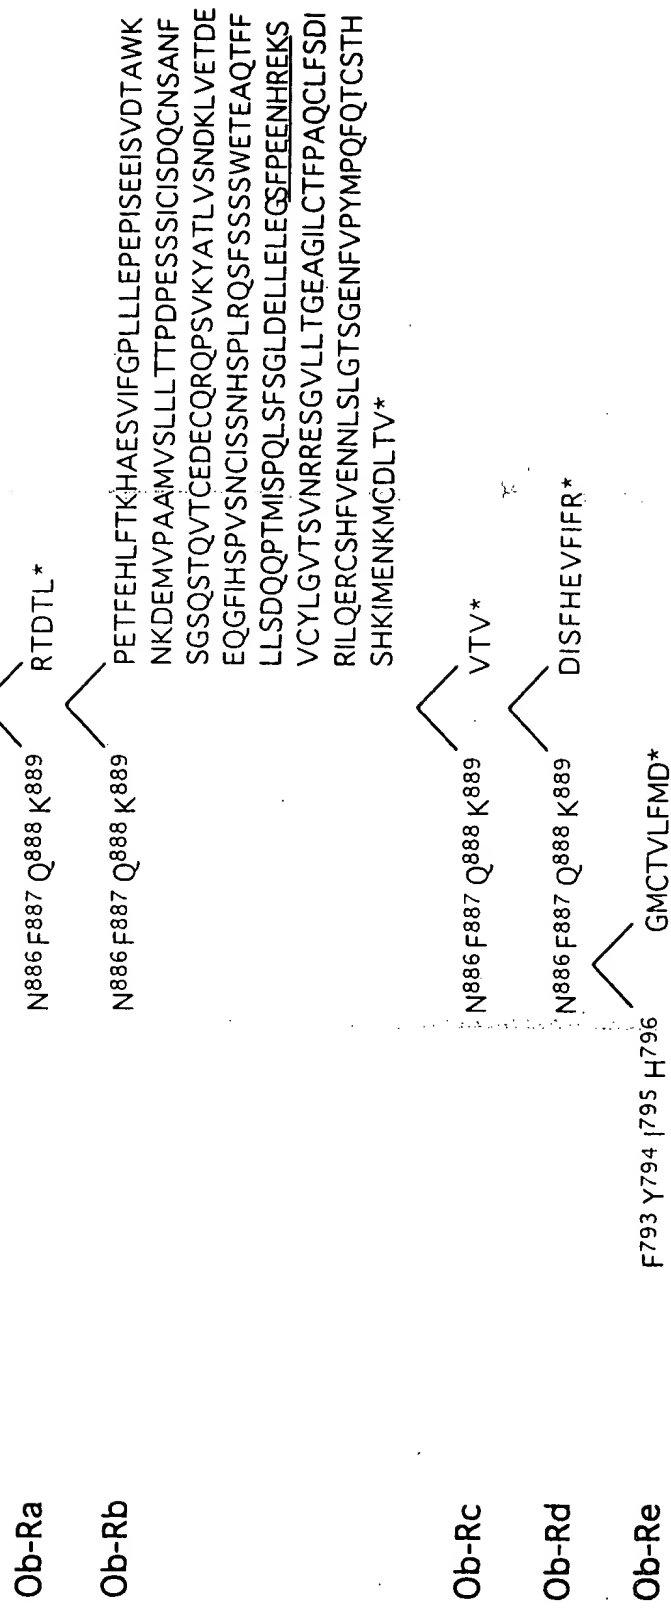 Ob-Ra N886 F887 Q888 K889 RTDTL*
Ob-Rb N886 F887 Q888 K889 PETFEHLFTKHAESVIFGPLLLEPEPISEEISVDTAWK
NKDEMVPAAMVSLLLTTPDPESSSICISDQCNSANF
SGSQSTQVTCEDECQRQPSVKYATLVSNDKLVETDE
EQGFIHSPVSNCISSNHSPLRQSFSSSSWETEAQTFF
LLSDQQPTMISPQLSFSGLDELLELEGSFPEENHREKS
VCYLGVTSVNRRESGVLLTGEAGILCTFPAQCLFSDI
RILQERCSHFVENNLSLGTSGENFVPYMPQFQTCSTH
SHKIMENKMCDLTV*
Ob-Rc N886 F887 Q888 K889 VTV*
Ob-Rd N886 F887 Q888 K889 DISFHEVFIFR*
Ob-Re F793 Y794 I795 H796 GMCTVLFMD*